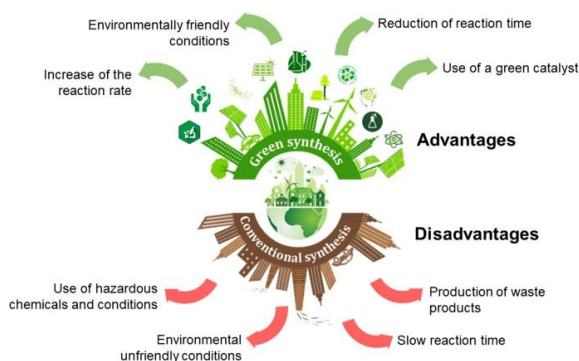 Environmentally friendly
conditions
Reduction of reaction time
Increase of the
reaction rate
Use of a green catalyst
Green synthesis
Advantages
Conventional synthesis
Disadvantages
Use of hazardous
chemicals and conditions
Production of waste
products
Environmental
unfriendly conditions
Slow reaction time